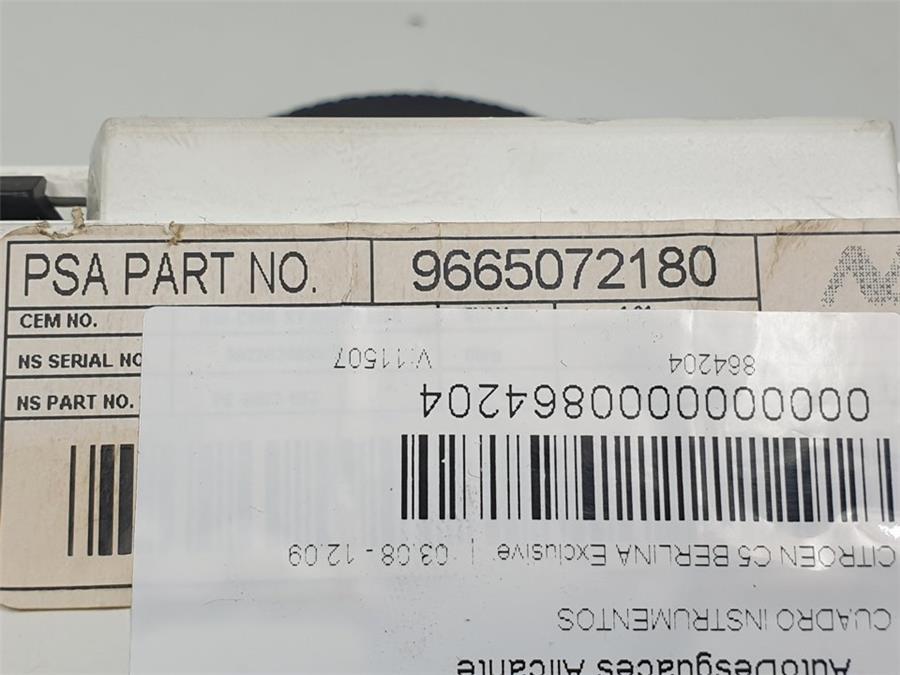 PSA PART NO. 9665072180
CEM NO.
NS SERIAL NO
NS PART NO.
AutoDesguaces Alicante
CUADRO INSTRUMENTOS
CITROËN C5 BERLINA Exclusive | 03.08 - 12.09
0000000000864204
864204 V:11507